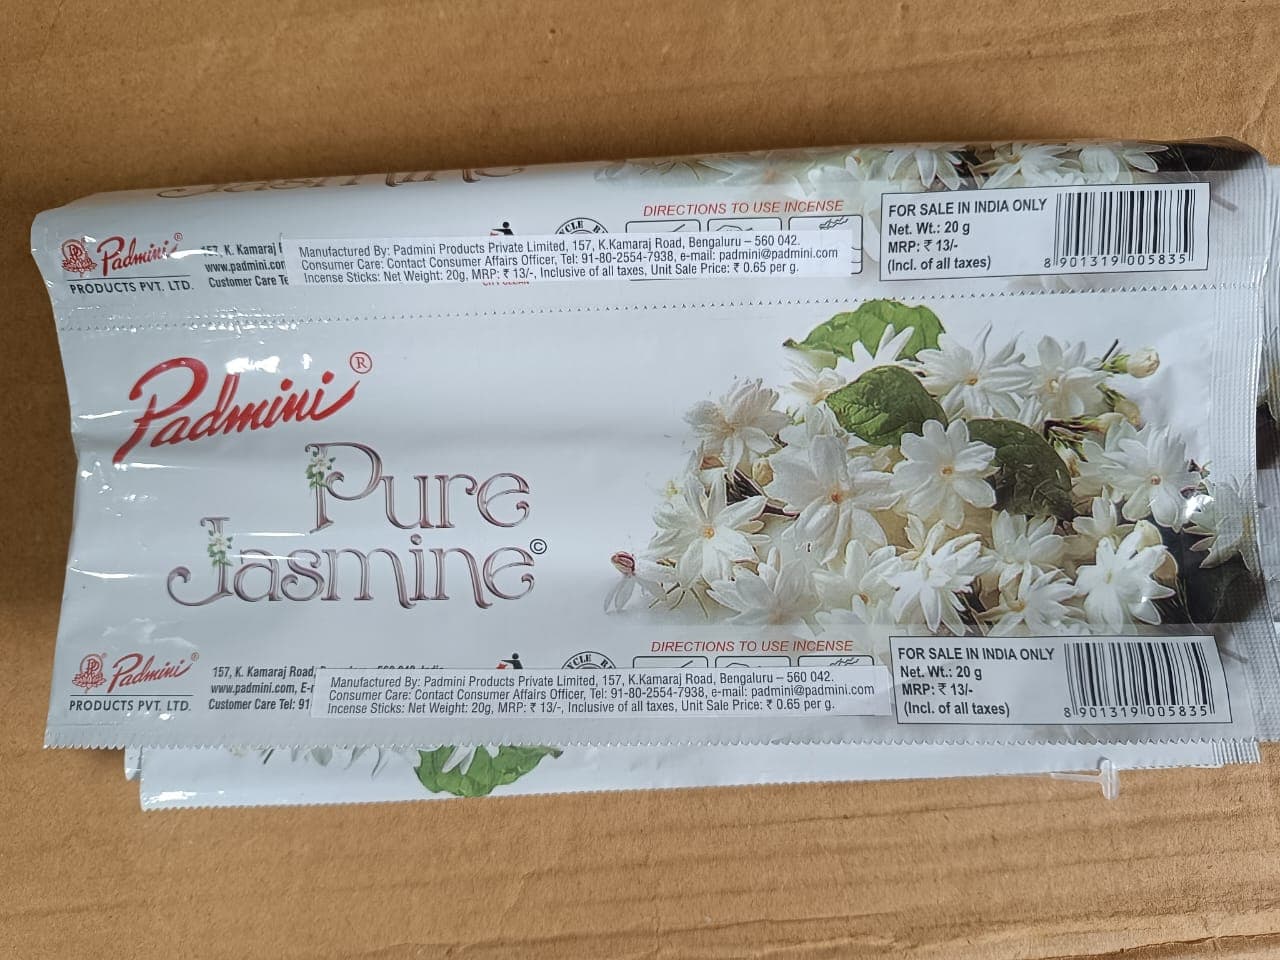 Padmini®
PRODUCTS PVT. LTD.
157, K. Kamaraj
www.padmini.com
Customer Care
Manufactured By: Padmini Products Private Limited, 157, K.Kamaraj Road, Bengaluru – 560 042.
Consumer Care: Contact Consumer Affairs Officer, Tel: 91-80-2554-7938, e-mail: padmini@padmini.com
Incense Sticks: Net Weight: 20g, MRP: ₹ 13/-, Inclusive of all taxes, Unit Sale Price: ₹ 0.65 per g.
DIRECTIONS TO USE INCENSE
FOR SALE IN INDIA ONLY
Net. Wt.: 20 g
MRP: ₹ 13/-
(Incl. of all taxes)
8 901319 005835
Padmini®
Pure
Jasmine©
Padmini®
PRODUCTS PVT. LTD.
157, K. Kamaraj Road,
www.padmini.com,
Customer Care Tel: 91
Manufactured By: Padmini Products Private Limited, 157, K.Kamaraj Road, Bengaluru – 560 042.
Consumer Care: Contact Consumer Affairs Officer, Tel: 91-80-2554-7938, e-mail: padmini@padmini.com
Incense Sticks: Net Weight: 20g, MRP: ₹ 13/-, Inclusive of all taxes, Unit Sale Price: ₹ 0.65 per g.
DIRECTIONS TO USE INCENSE
FOR SALE IN INDIA ONLY
Net. Wt.: 20 g
MRP: ₹ 13/-
(Incl. of all taxes)
8 901319 005835